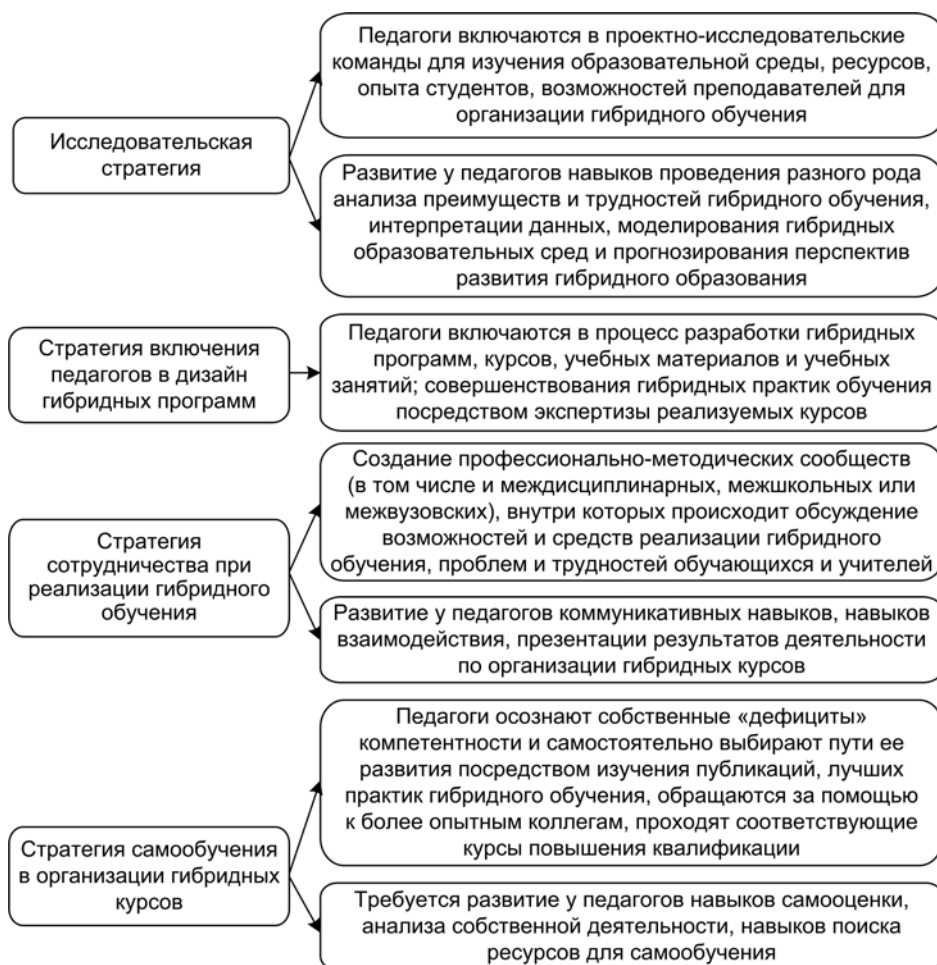 Педагоги включаются в проектно-исследовательские
команды для изучения образовательной среды, ресурсов,
опыта студентов, возможностей преподавателей для
организации гибридного обучения
Исследовательская
стратегия
Развитие у педагогов навыков проведения разного рода
анализа преимуществ и трудностей гибридного обучения,
интерпретации данных, моделирования гибридных
образовательных сред и прогнозирования перспектив
развития гибридного образования
Стратегия включения
педагогов в дизайн
гибридных программ
Педагоги включаются в процесс разработки гибридных
программ, курсов, учебных материалов и учебных
занятий; совершенствования гибридных практик обучения
посредством экспертизы реализуемых курсов
Создание профессионально-методических сообществ
(в том числе и междисциплинарных, межшкольных или
межвузовских), внутри которых происходит обсуждение
возможностей и средств реализации гибридного
обучения, проблем и трудностей обучающихся и учителей
Стратегия
сотрудничества при
реализации гибридного
обучения
Развитие у педагогов коммуникативных навыков, навыков
взаимодействия, презентации результатов деятельности
по организации гибридных курсов
Педагоги осознают собственные «дефициты»
компетентности и самостоятельно выбирают пути ее
развития посредством изучения публикаций, лучших
практик гибридного обучения, обращаются за помощью
к более опытным коллегам, проходят соответствующие
курсы повышения квалификации
Стратегия самообучения
в организации гибридных
курсов
Требуется развитие у педагогов навыков самооценки,
анализа собственной деятельности, навыков поиска
ресурсов для самообучения